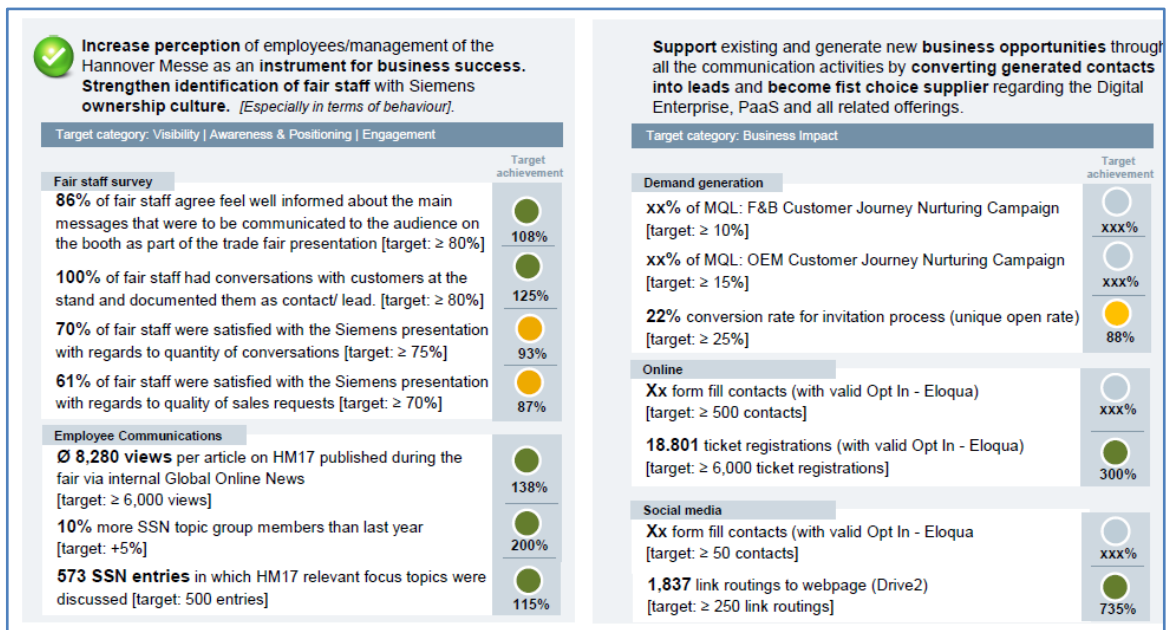 Increase perception of employees/management of the
Hannover Messe as an instrument for business success.
Strengthen identification of fair staff with Siemens
ownership culture. [Especially in terms of behaviour].
Target category: Visibility | Awareness & Positioning | Engagement
Target
achievement
Fair staff survey
86% of fair staff agree feel well informed about the main
messages that were to be communicated to the audience on
the booth as part of the trade fair presentation [target: ≥ 80%]
108%
100% of fair staff had conversations with customers at the
stand and documented them as contact/ lead. [target: ≥ 80%]
125%
70% of fair staff were satisfied with the Siemens presentation
with regards to quantity of conversations [target: ≥ 75%]
93%
61% of fair staff were satisfied with the Siemens presentation
with regards to quality of sales requests [target: ≥ 70%]
87%
Employee Communications
Ø 8,280 views per article on HM17 published during the
fair via internal Global Online News
[target: ≥ 6,000 views]
138%
10% more SSN topic group members than last year
[target: +5%]
200%
573 SSN entries in which HM17 relevant focus topics were
discussed [target: 500 entries]
115%
Support existing and generate new business opportunities through
all the communication activities by converting generated contacts
into leads and become fist choice supplier regarding the Digital
Enterprise, PaaS and all related offerings.
Target category: Business Impact
Target
achievement
Demand generation
xx% of MQL: F&B Customer Journey Nurturing Campaign
[target: ≥ 10%]
xxx%
xx% of MQL: OEM Customer Journey Nurturing Campaign
[target: ≥ 15%]
xxx%
22% conversion rate for invitation process (unique open rate)
[target: ≥ 25%]
88%
Online
Xx form fill contacts (with valid Opt In - Eloqua)
[target: ≥ 500 contacts]
xxx%
18.801 ticket registrations (with valid Opt In - Eloqua)
[target: ≥ 6,000 ticket registrations]
300%
Social media
Xx form fill contacts (with valid Opt In - Eloqua
[target: ≥ 50 contacts]
xxx%
1,837 link routings to webpage (Drive2)
[target: ≥ 250 link routings]
735%